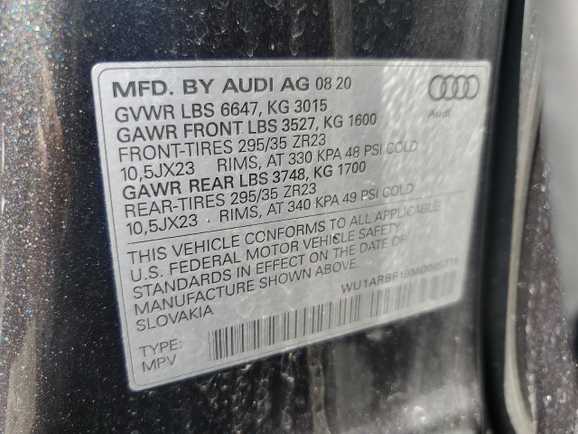 MFD. BY AUDI AG 08 20
Audi
GVWR LBS 6647, KG 3015
GAWR FRONT LBS 3527, KG 1600
FRONT-TIRES 295/35 ZR23
10,5JX23 RIMS, AT 330 KPA 48 PSI COLD
GAWR REAR LBS 3748, KG 1700
REAR-TIRES 295/35 ZR23
10,5JX23 RIMS, AT 340 KPA 49 PSI COLD
THIS VEHICLE CONFORMS TO ALL APPLICABLE
U.S. FEDERAL MOTOR VEHICLE SAFETY
STANDARDS IN EFFECT ON THE DATE OF
MANUFACTURE SHOWN ABOVE.
SLOVAKIA
TYPE:
MPV